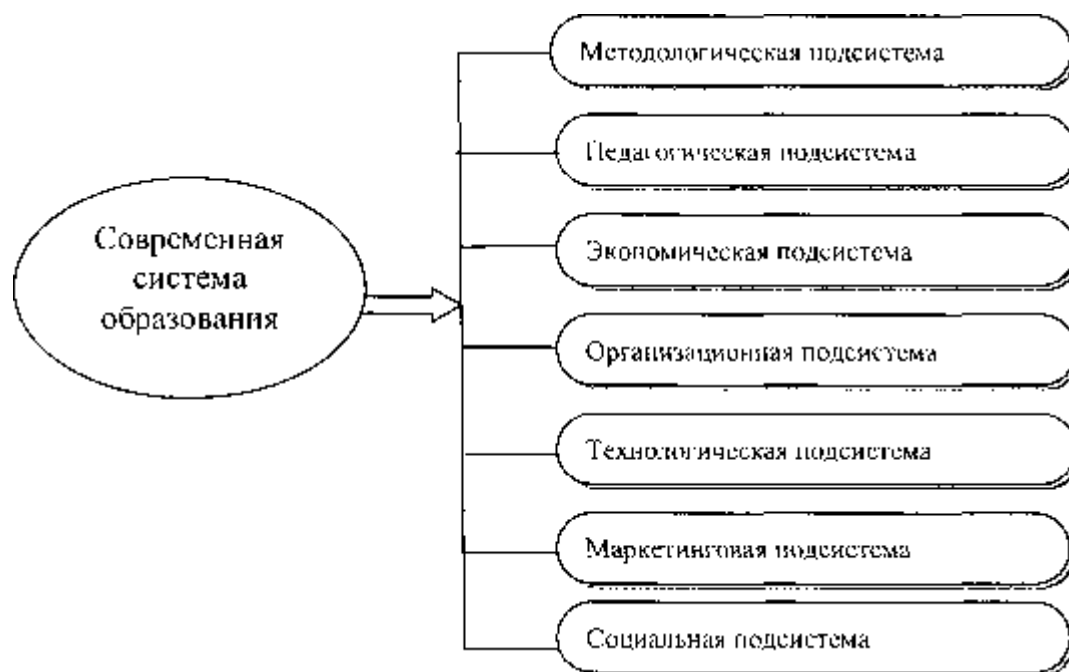 Современная
система
образования
Методологическая подсистема
Педагогическая подсистема
Экономическая подсистема
Организационная подсистема
Технологическая подсистема
Маркетинговая подсистема
Социальная подсистема